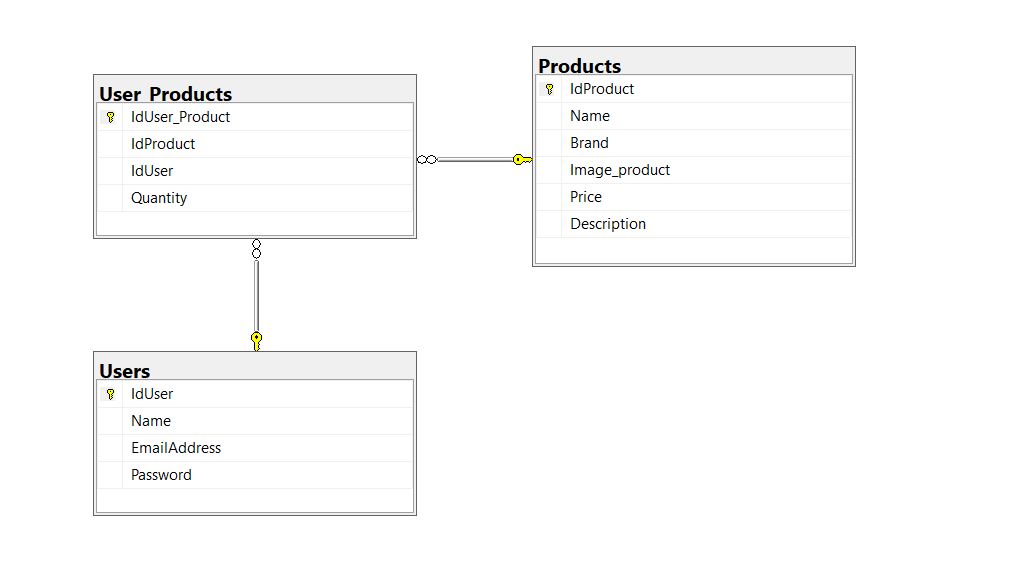 User_Products
IdUser_Product
IdProduct
IdUser
Quantity
Products
IdProduct
Name
Brand
Image_product
Price
Description
Users
IdUser
Name
EmailAddress
Password